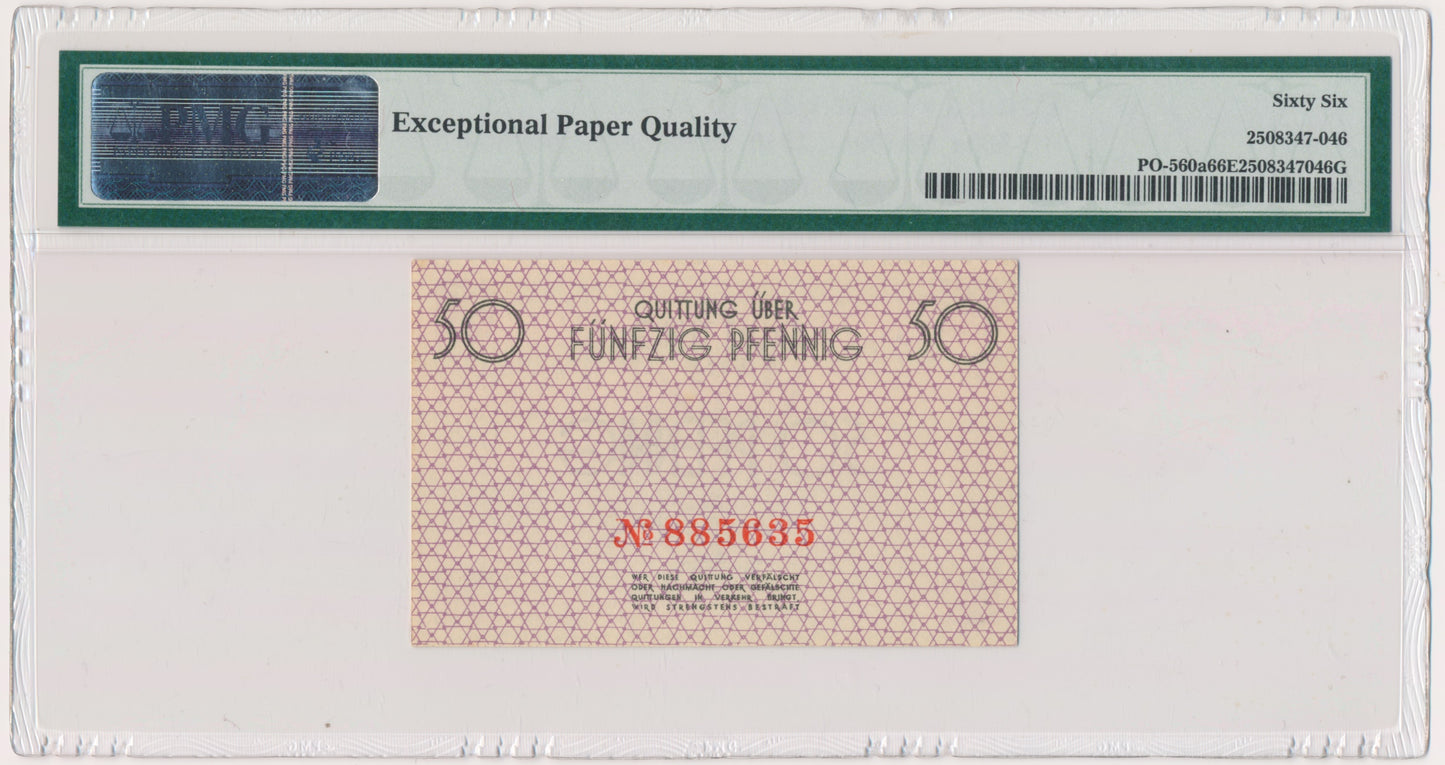 PMG
Exceptional Paper Quality
Sixty Six
2508347-046
PO-560a66E2508347046G
50
QUITTUNG ÜBER
FÜNFZIG PFENNIG
50
№ 885635
WER DIESE QUITTUNG VERFÄLSCHT
ODER NACHMACHT ODER GEFÄLSCHTE
QUITTUNGEN IN VERKEHR BRINGT,
WIRD STRENGSTENS BESTRAFT